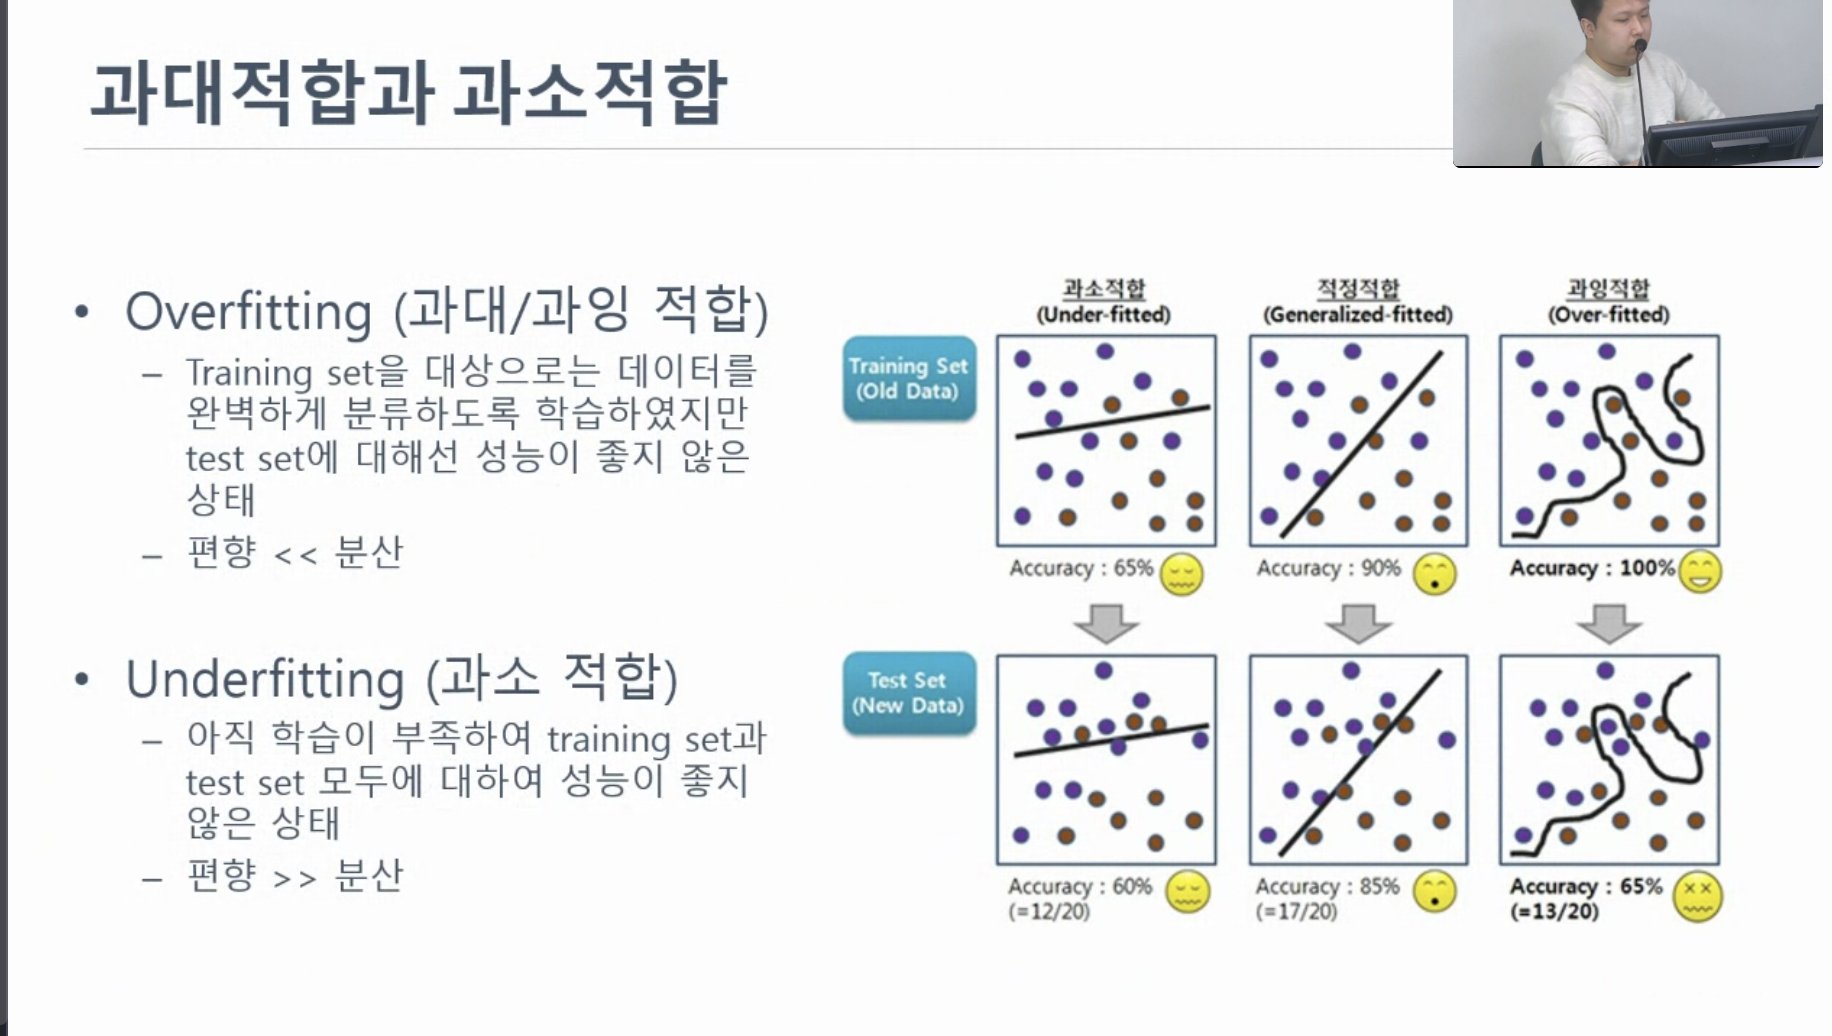 과대적합과 과소적합
• Overfitting (과대/과잉 적합)
– Training set을 대상으로는 데이터를
완벽하게 분류하도록 학습하였지만
test set에 대해선 성능이 좋지 않은
상태
– 편향 << 분산
• Underfitting (과소 적합)
– 아직 학습이 부족하여 training set과
test set 모두에 대하여 성능이 좋지
않은 상태
– 편향 >> 분산
과소적합
(Under-fitted)
적정적합
(Generalized-fitted)
과잉적합
(Over-fitted)
Training Set
(Old Data)
Accuracy : 65%
Accuracy : 90%
Accuracy : 100%
Test Set
(New Data)
Accuracy : 60%
(=12/20)
Accuracy : 85%
(=17/20)
Accuracy : 65%
(=13/20)